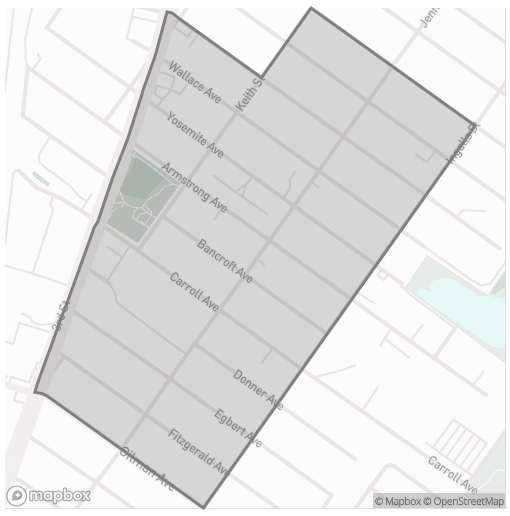 Jenn
Wallace Ave
Keith St
Yosemite Ave
Ingalls St
Armstrong Ave
Bancroft Ave
Carroll Ave
3rd St
Donner Ave
Egbert Ave
Fitzgerald Ave
Gilman Ave
Carroll Ave
mapbox
© Mapbox © OpenStreetMap